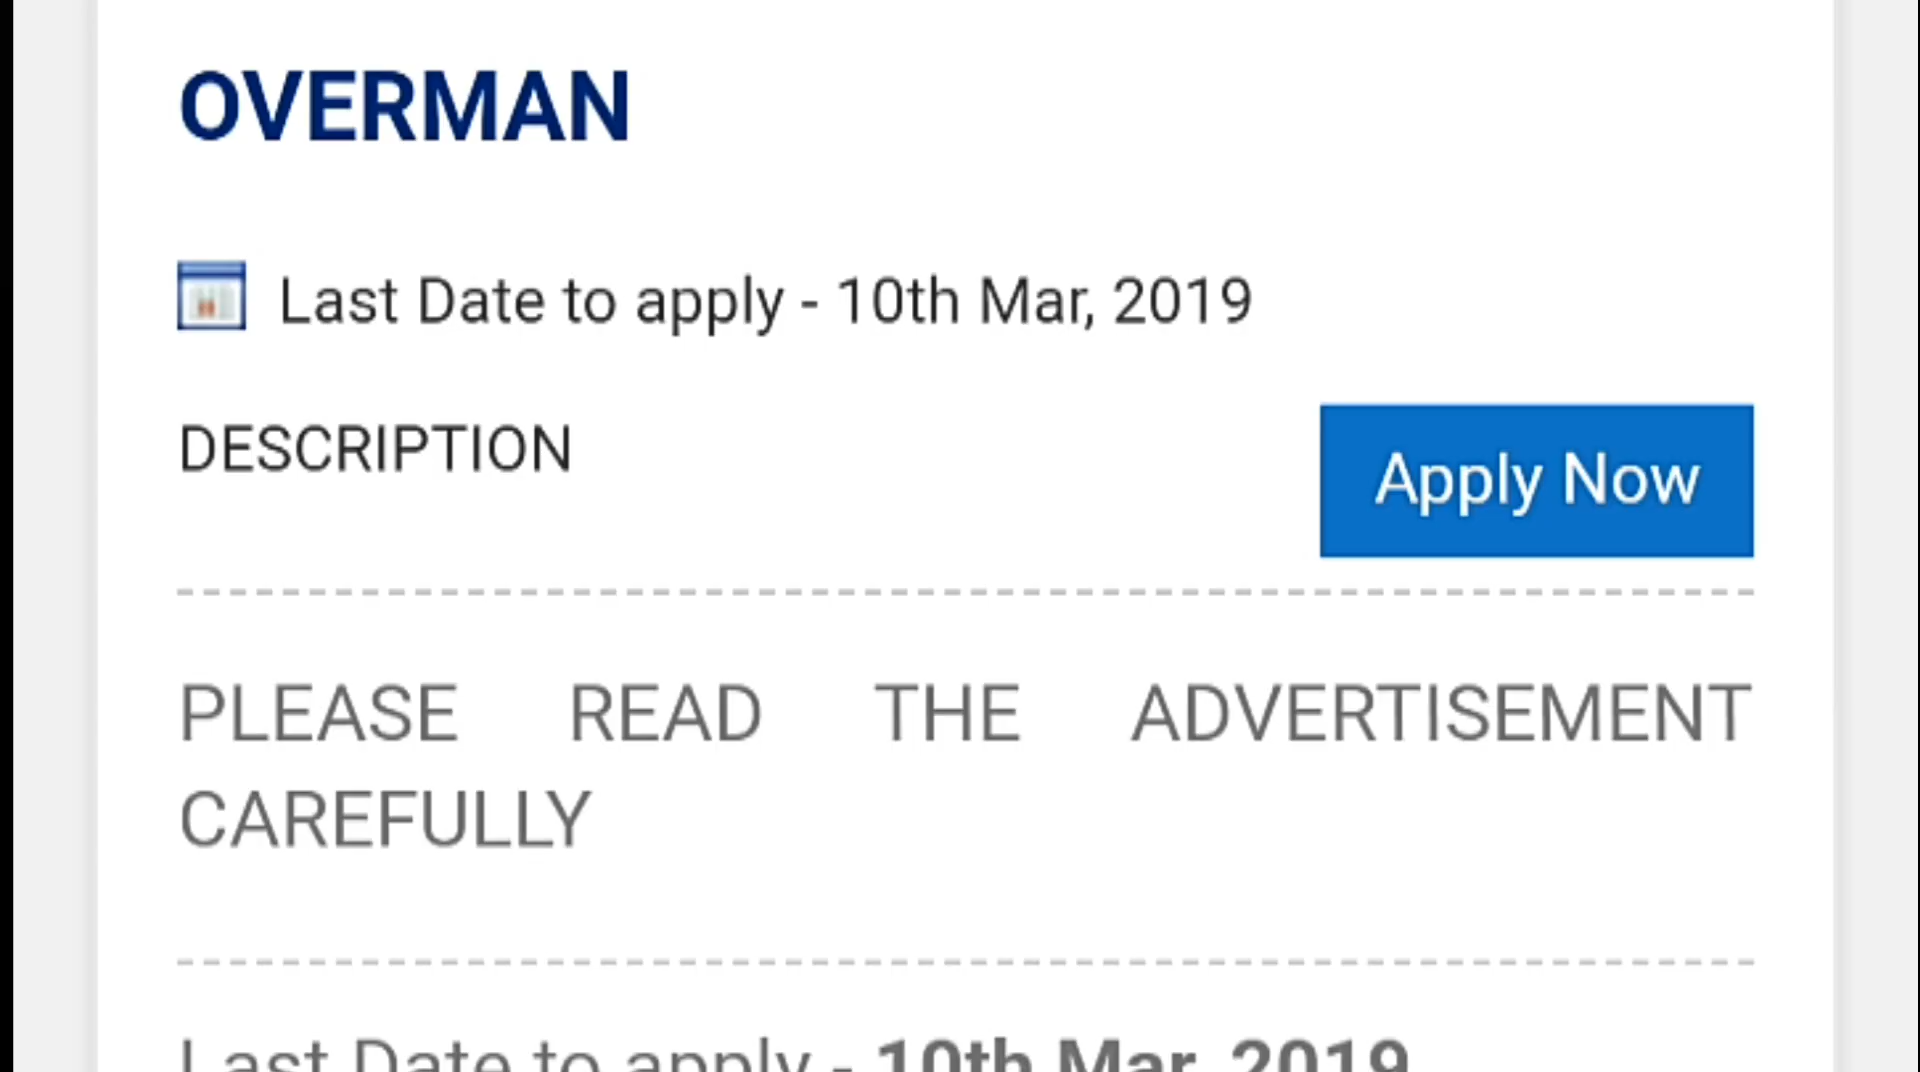 OVERMAN
Last Date to apply - 10th Mar, 2019
DESCRIPTION
Apply Now
PLEASE READ THE ADVERTISEMENT
CAREFULLY
Last Date to apply - 10th Mar, 2019